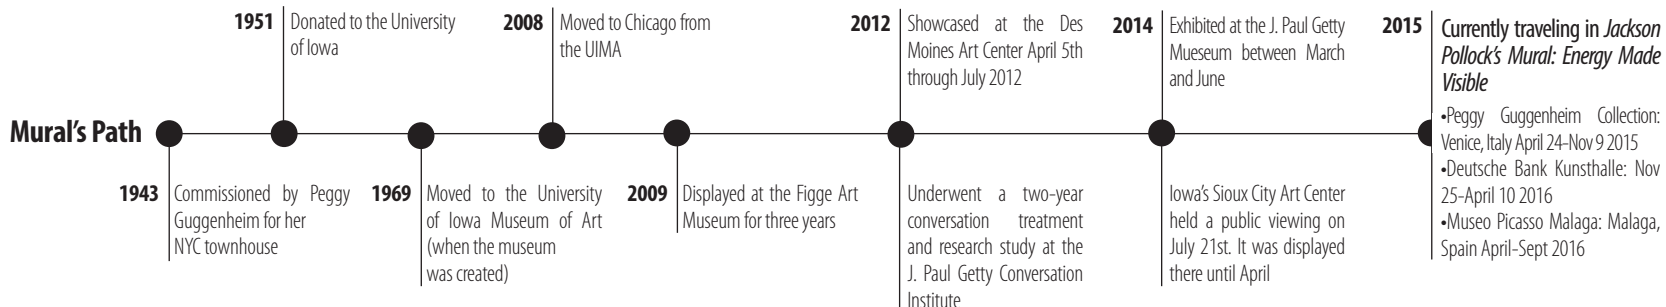 Mural's Path
1943
Commissioned by Peggy
Guggenheim for her
NYC townhouse
1951
Donated to the University
of Iowa
1969
Moved to the University
of Iowa Museum of Art
(when the museum
was created)
2008
Moved to Chicago from
the UIMA
2009
Displayed at the Figge Art
Museum for three years
2012
Showcased at the Des
Moines Art Center April 5th
through July 2012
Underwent a two-year
conversation treatment
and research study at the
J. Paul Getty Conversation
Institute
2014
Exhibited at the J. Paul Getty
Mueseum between March
and June
Iowa's Sioux City Art Center
held a public viewing on
July 21st. It was displayed
there until April
2015
Currently traveling in Jackson
Pollock's Mural: Energy Made
Visible
•Peggy Guggenheim Collection:
Venice, Italy April 24-Nov 9 2015
•Deutsche Bank Kunsthalle: Nov
25-April 10 2016
•Museo Picasso Malaga: Malaga,
Spain April-Sept 2016